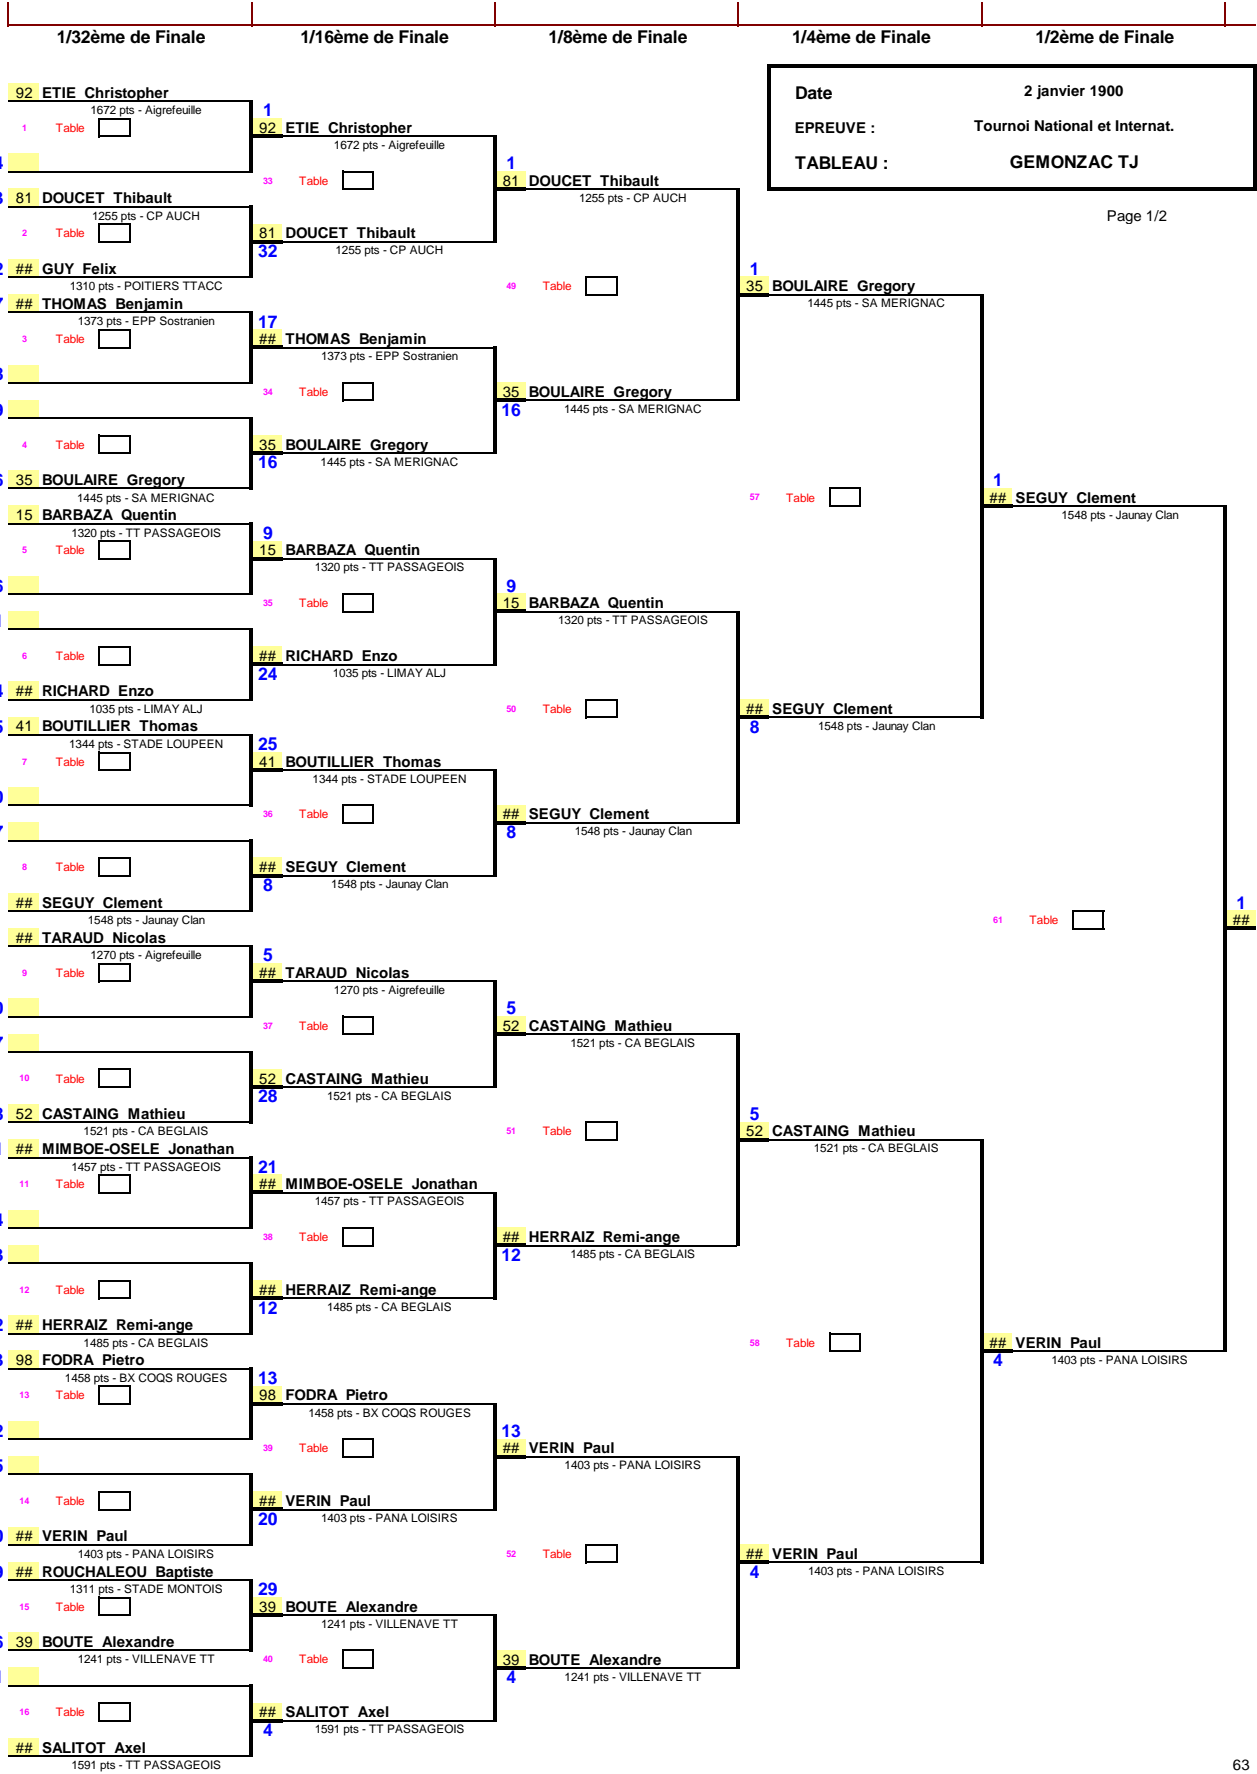 1/32ème de Finale 1/16ème de Finale 1/8ème de Finale 1/4ème de Finale 1/2ème de Finale
Date 2 janvier 1900
EPREUVE : Tournoi National et Internat.
TABLEAU : GEMONZAC TJ
Page 1/2
92 ETIE Christopher
1672 pts - Aigrefeuille
1 Table
81 DOUCET Thibault
1255 pts - CP AUCH
2 Table
## GUY Felix
1310 pts - POITIERS TTACC
## THOMAS Benjamin
1373 pts - EPP Sostranien
3 Table
4 Table
35 BOULAIRE Gregory
1445 pts - SA MERIGNAC
15 BARBAZA Quentin
1320 pts - TT PASSAGEOIS
5 Table
6 Table
## RICHARD Enzo
1035 pts - LIMAY ALJ
41 BOUTILLIER Thomas
1344 pts - STADE LOUPEEN
7 Table
8 Table
## SEGUY Clement
1548 pts - Jaunay Clan
## TARAUD Nicolas
1270 pts - Aigrefeuille
9 Table
10 Table
52 CASTAING Mathieu
1521 pts - CA BEGLAIS
## MIMBOE-OSELE Jonathan
1457 pts - TT PASSAGEOIS
11 Table
12 Table
## HERRAIZ Remi-ange
1485 pts - CA BEGLAIS
98 FODRA Pietro
1458 pts - BX COQS ROUGES
13 Table
14 Table
## VERIN Paul
1403 pts - PANA LOISIRS
## ROUCHALEOU Baptiste
1311 pts - STADE MONTOIS
15 Table
39 BOUTE Alexandre
1241 pts - VILLENAVE TT
16 Table
## SALITOT Axel
1591 pts - TT PASSAGEOIS
1
92 ETIE Christopher
1672 pts - Aigrefeuille
33 Table
81 DOUCET Thibault
32 1255 pts - CP AUCH
17
## THOMAS Benjamin
1373 pts - EPP Sostranien
34 Table
35 BOULAIRE Gregory
16 1445 pts - SA MERIGNAC
9
15 BARBAZA Quentin
1320 pts - TT PASSAGEOIS
35 Table
## RICHARD Enzo
24 1035 pts - LIMAY ALJ
25
41 BOUTILLIER Thomas
1344 pts - STADE LOUPEEN
36 Table
## SEGUY Clement
8 1548 pts - Jaunay Clan
5
## TARAUD Nicolas
1270 pts - Aigrefeuille
37 Table
52 CASTAING Mathieu
28 1521 pts - CA BEGLAIS
21
## MIMBOE-OSELE Jonathan
1457 pts - TT PASSAGEOIS
38 Table
## HERRAIZ Remi-ange
12 1485 pts - CA BEGLAIS
13
98 FODRA Pietro
1458 pts - BX COQS ROUGES
39 Table
## VERIN Paul
20 1403 pts - PANA LOISIRS
29
39 BOUTE Alexandre
1241 pts - VILLENAVE TT
40 Table
## SALITOT Axel
4 1591 pts - TT PASSAGEOIS
1
81 DOUCET Thibault
1255 pts - CP AUCH
49 Table
35 BOULAIRE Gregory
16 1445 pts - SA MERIGNAC
9
15 BARBAZA Quentin
1320 pts - TT PASSAGEOIS
50 Table
## SEGUY Clement
8 1548 pts - Jaunay Clan
5
52 CASTAING Mathieu
1521 pts - CA BEGLAIS
51 Table
## HERRAIZ Remi-ange
12 1485 pts - CA BEGLAIS
13
## VERIN Paul
1403 pts - PANA LOISIRS
52 Table
39 BOUTE Alexandre
4 1241 pts - VILLENAVE TT
1
35 BOULAIRE Gregory
1445 pts - SA MERIGNAC
57 Table
## SEGUY Clement
8 1548 pts - Jaunay Clan
5
52 CASTAING Mathieu
1521 pts - CA BEGLAIS
58 Table
## VERIN Paul
4 1403 pts - PANA LOISIRS
1
## SEGUY Clement
1548 pts - Jaunay Clan
61 Table
## VERIN Paul
4 1403 pts - PANA LOISIRS
1
##
63